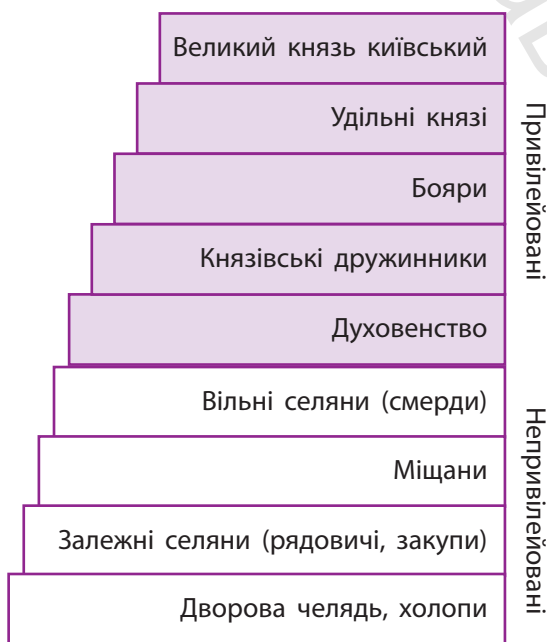 Великий князь київський
Удільні князі
Бояри
Князівські дружинники
Духовенство
Вільні селяни (смерди)
Міщани
Залежні селяни (рядовичі, закупи)
Дворова челядь, холопи
Привілейовані
Непривілейовані